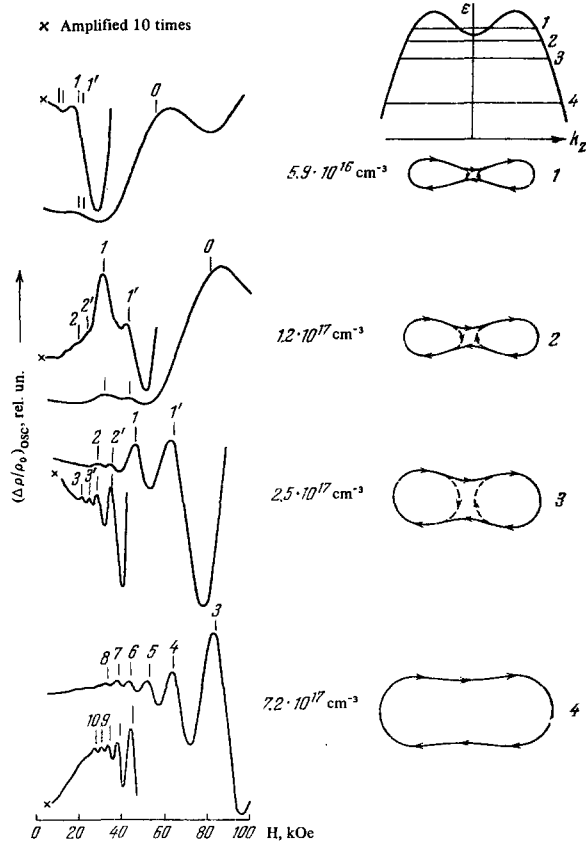 × Amplified 10 times
1 1' 0
ε
1
2
3
4
k_z
5.9 · 10^16 cm^-3
1
1
0
2 2' 1'
1.2 · 10^17 cm^-3
2
(Δρ/ρ₀)_OSC, rel. un.
1 1'
2 2'
3 3'
2.5 · 10^17 cm^-3
3
3
8 7 6 5 4
7.2 · 10^17 cm^-3
4
10 9
0 20 40 60 80 100 H, kOe